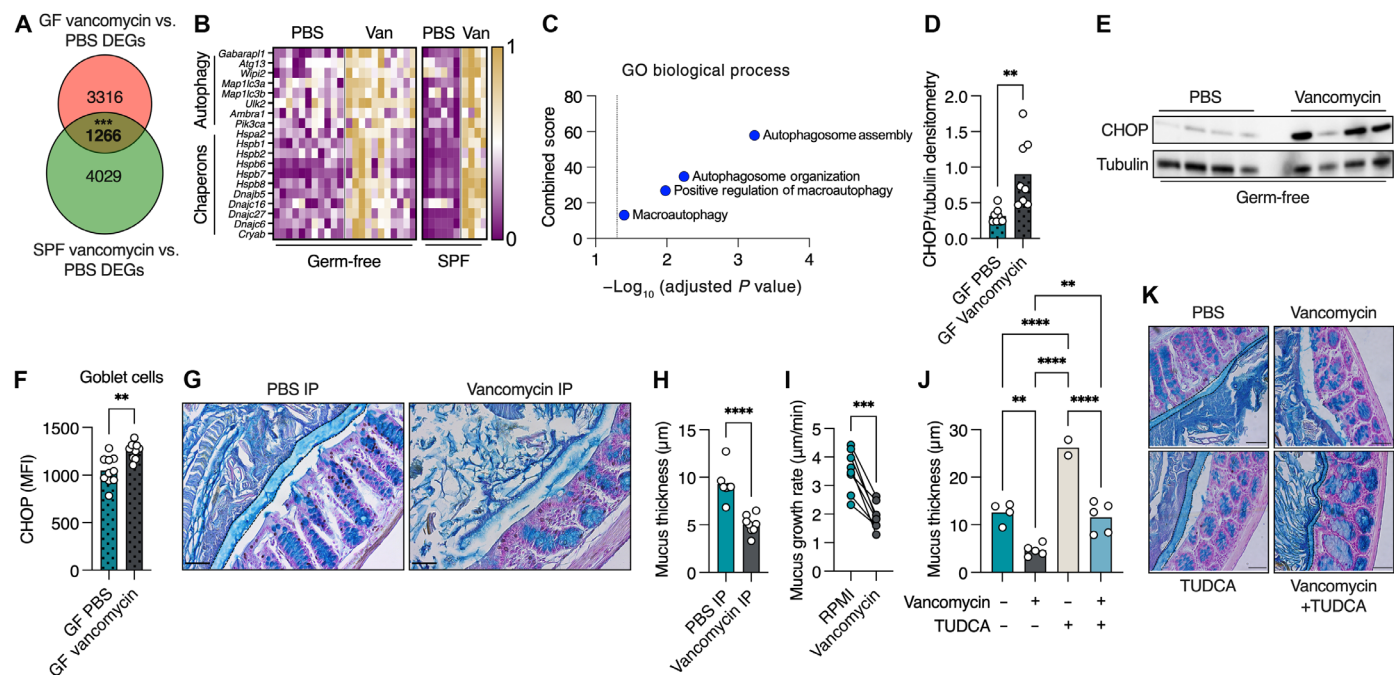 A
GF vancomycin vs.
PBS DEGs
3316
***
1266
4029
SPF vancomycin vs.
PBS DEGs
B
PBS Van PBS Van
Autophagy
Gabarapl1
Atg13
Wipi2
Map1lc3a
Map1lc3b
Ulk2
Ambra1
Pik3ca
Chaperons
Hspa2
Hspb1
Hspb2
Hspb6
Hspb7
Hspb8
Dnajb5
Dnajc16
Dnajc27
Dnajc6
Cryab
1
0
Germ-free SPF
C
GO biological process
Combined score
80
60
40
20
0
Autophagosome assembly
Autophagosome organization
Positive regulation of macroautophagy
Macroautophagy
1 2 3 4
−Log10 (adjusted P value)
D
**
CHOP/tubulin densitometry
2.0
1.5
1.0
0.5
0.0
GF PBS
GF Vancomycin
E
PBS Vancomycin
CHOP
Tubulin
Germ-free
F
Goblet cells
**
CHOP (MFI)
1500
1000
500
0
GF PBS
GF vancomycin
G
PBS IP Vancomycin IP
H
****
Mucus thickness (μm)
15
10
5
0
PBS IP
Vancomycin IP
I
***
Mucus growth rate (μm/min)
5
4
3
2
1
0
RPMI
Vancomycin
J
**
****
****
** ****
Mucus thickness (μm)
30
20
10
0
Vancomycin − + − +
TUDCA − − + +
K
PBS Vancomycin
TUDCA Vancomycin
+TUDCA